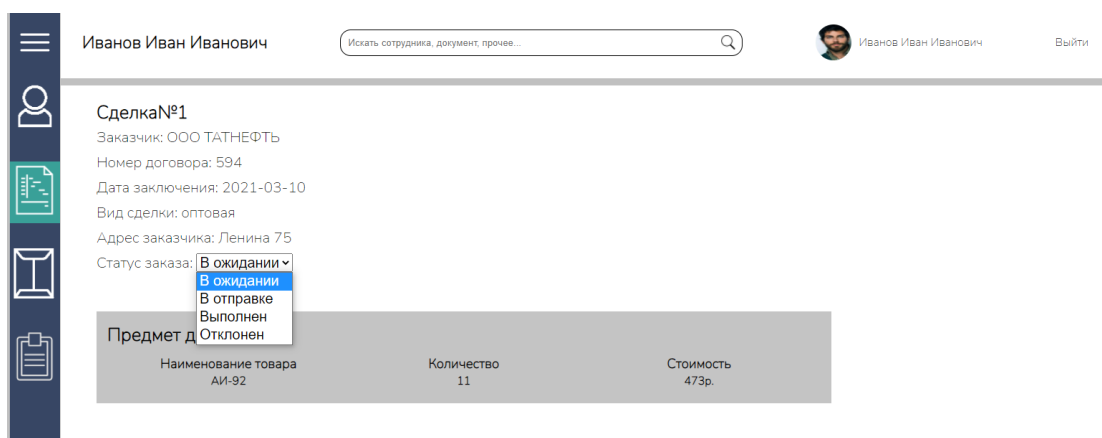 Иванов Иван Иванович
Искать сотрудника, документ, прочее...
Иванов Иван Иванович
Выйти
Сделка№1
Заказчик: ООО ТАТНЕФТЬ
Номер договора: 594
Дата заключения: 2021-03-10
Вид сделки: оптовая
Адрес заказчика: Ленина 75
Статус заказа: В ожидании
В ожидании
В отправке
Выполнен
Отклонен
Предмет д
Наименование товара Количество Стоимость
АИ-92 11 473р.